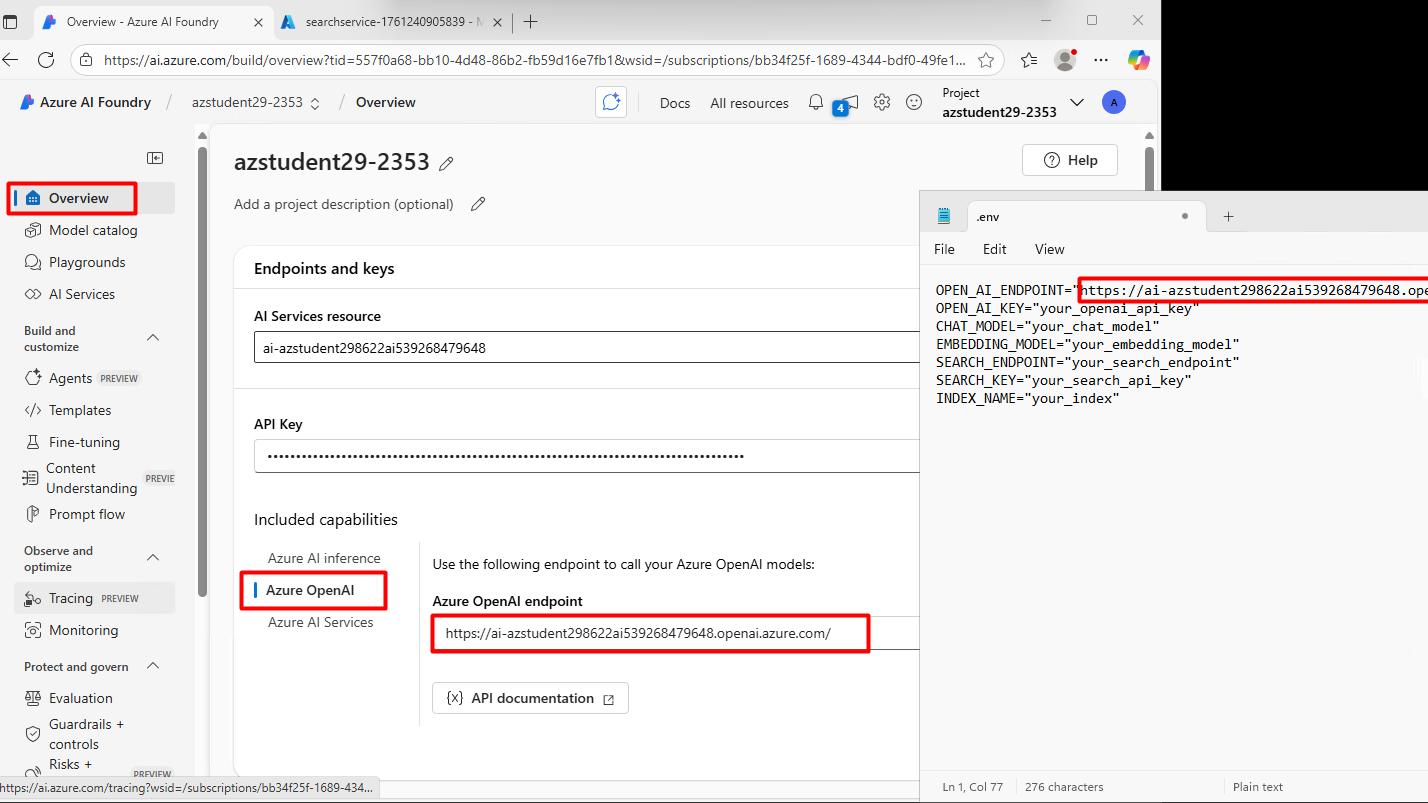 Overview - Azure AI Foundry
searchservice-1761240905839 - M
https://ai.azure.com/build/overview?tid=557f0a68-bb10-4d48-86b2-fb59d16e7fb1&wsid=/subscriptions/bb34f25f-1689-4344-bdf0-49fe1...
Azure AI Foundry / azstudent29-2353 / Overview
Docs
All resources
4
Project
azstudent29-2353
A
Overview
Model catalog
Playgrounds
AI Services
Build and
customize
Agents PREVIEW
Templates
Fine-tuning
Content
Understanding PREVIE
Prompt flow
Observe and
optimize
Tracing PREVIEW
Monitoring
Protect and govern
Evaluation
Guardrails +
controls
Risks +
PREVIEW
https://ai.azure.com/tracing?wsid=/subscriptions/bb34f25f-1689-434...
azstudent29-2353
Help
Add a project description (optional)
Endpoints and keys
AI Services resource
ai-azstudent298622ai539268479648
API Key
Included capabilities
Azure AI inference
Azure OpenAI
Azure AI Services
Use the following endpoint to call your Azure OpenAI models:
Azure OpenAI endpoint
https://ai-azstudent298622ai539268479648.openai.azure.com/
{x} API documentation
.env
File Edit View
OPEN_AI_ENDPOINT="https://ai-azstudent298622ai539268479648.ope
OPEN_AI_KEY="your_openai_api_key"
CHAT_MODEL="your_chat_model"
EMBEDDING_MODEL="your_embedding_model"
SEARCH_ENDPOINT="your_search_endpoint"
SEARCH_KEY="your_search_api_key"
INDEX_NAME="your_index"
Ln 1, Col 77
276 characters
Plain text